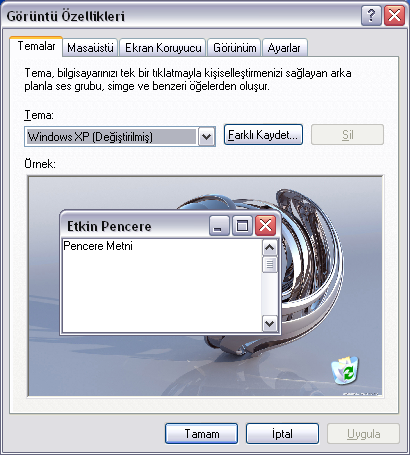 Görüntü Özellikleri
Temalar Masaüstü Ekran Koruyucu Görünüm Ayarlar
Tema, bilgisayarınızı tek bir tıklatmayla kişiselleştirmenizi sağlayan arka
planla ses grubu, simge ve benzeri öğelerden oluşur.
Tema:
Windows XP (Değiştirilmiş) Farklı Kaydet... Sil
Örnek:
Etkin Pencere
Pencere Metni
Tamam İptal Uygula